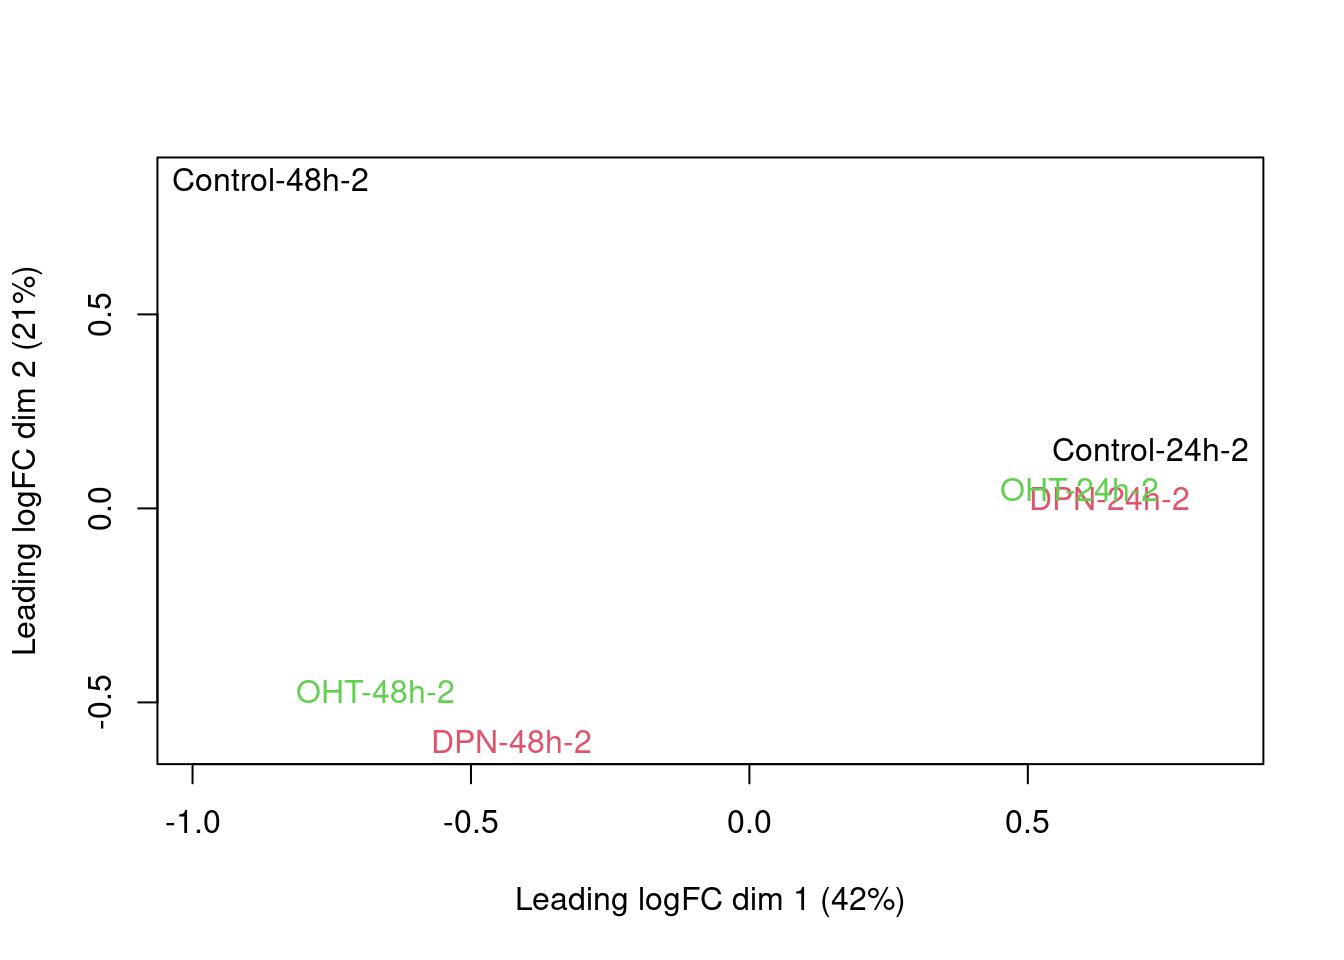 Control-48h-2
Leading logFC dim 2 (21%)
0.5
Control-24h-2
OHT-24h-2
DPN-24h-2
0.0
OHT-48h-2
-0.5
DPN-48h-2
-1.0 -0.5 0.0 0.5
Leading logFC dim 1 (42%)